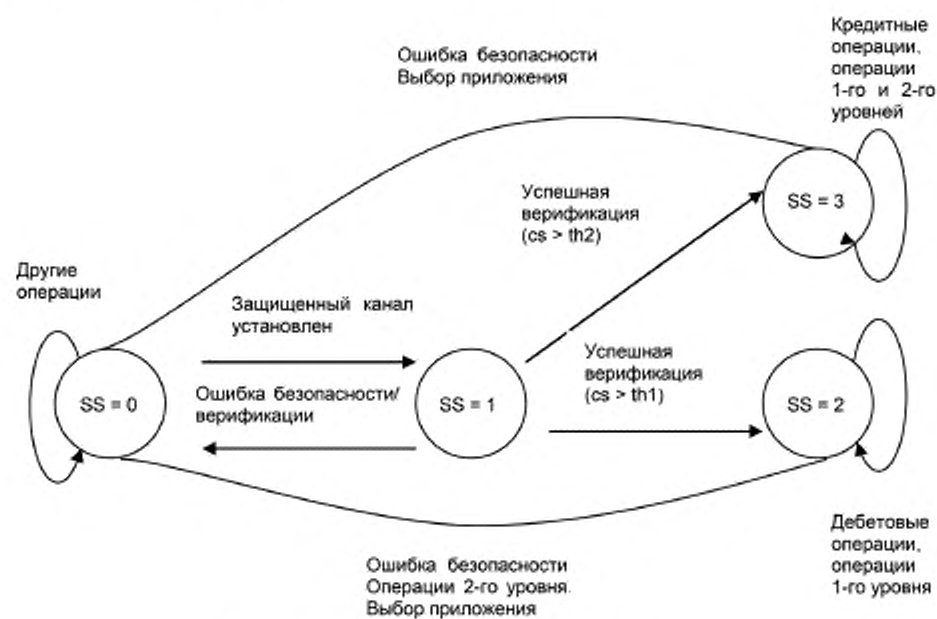 Кредитные
операции,
операции
1-го и 2-го
уровней
Ошибка безопасности
Выбор приложения
Успешная
верификация
(cs > th2)
SS = 3
Другие
операции
Защищенный канал
установлен
Успешная
верификация
(cs > th1)
SS = 0
Ошибка безопасности/
верификации
SS = 1
SS = 2
Дебетовые
операции,
операции
1-го уровня
Ошибка безопасности
Операции 2-го уровня.
Выбор приложения